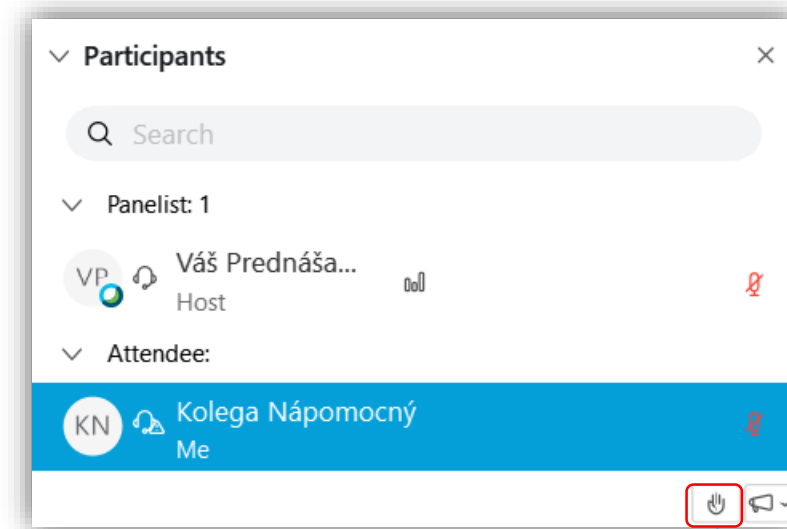 Participants
Search
Panelist: 1
VP
Váš Prednáša...
Host
Attendee:
KN
Kolega Nápomocný
Me